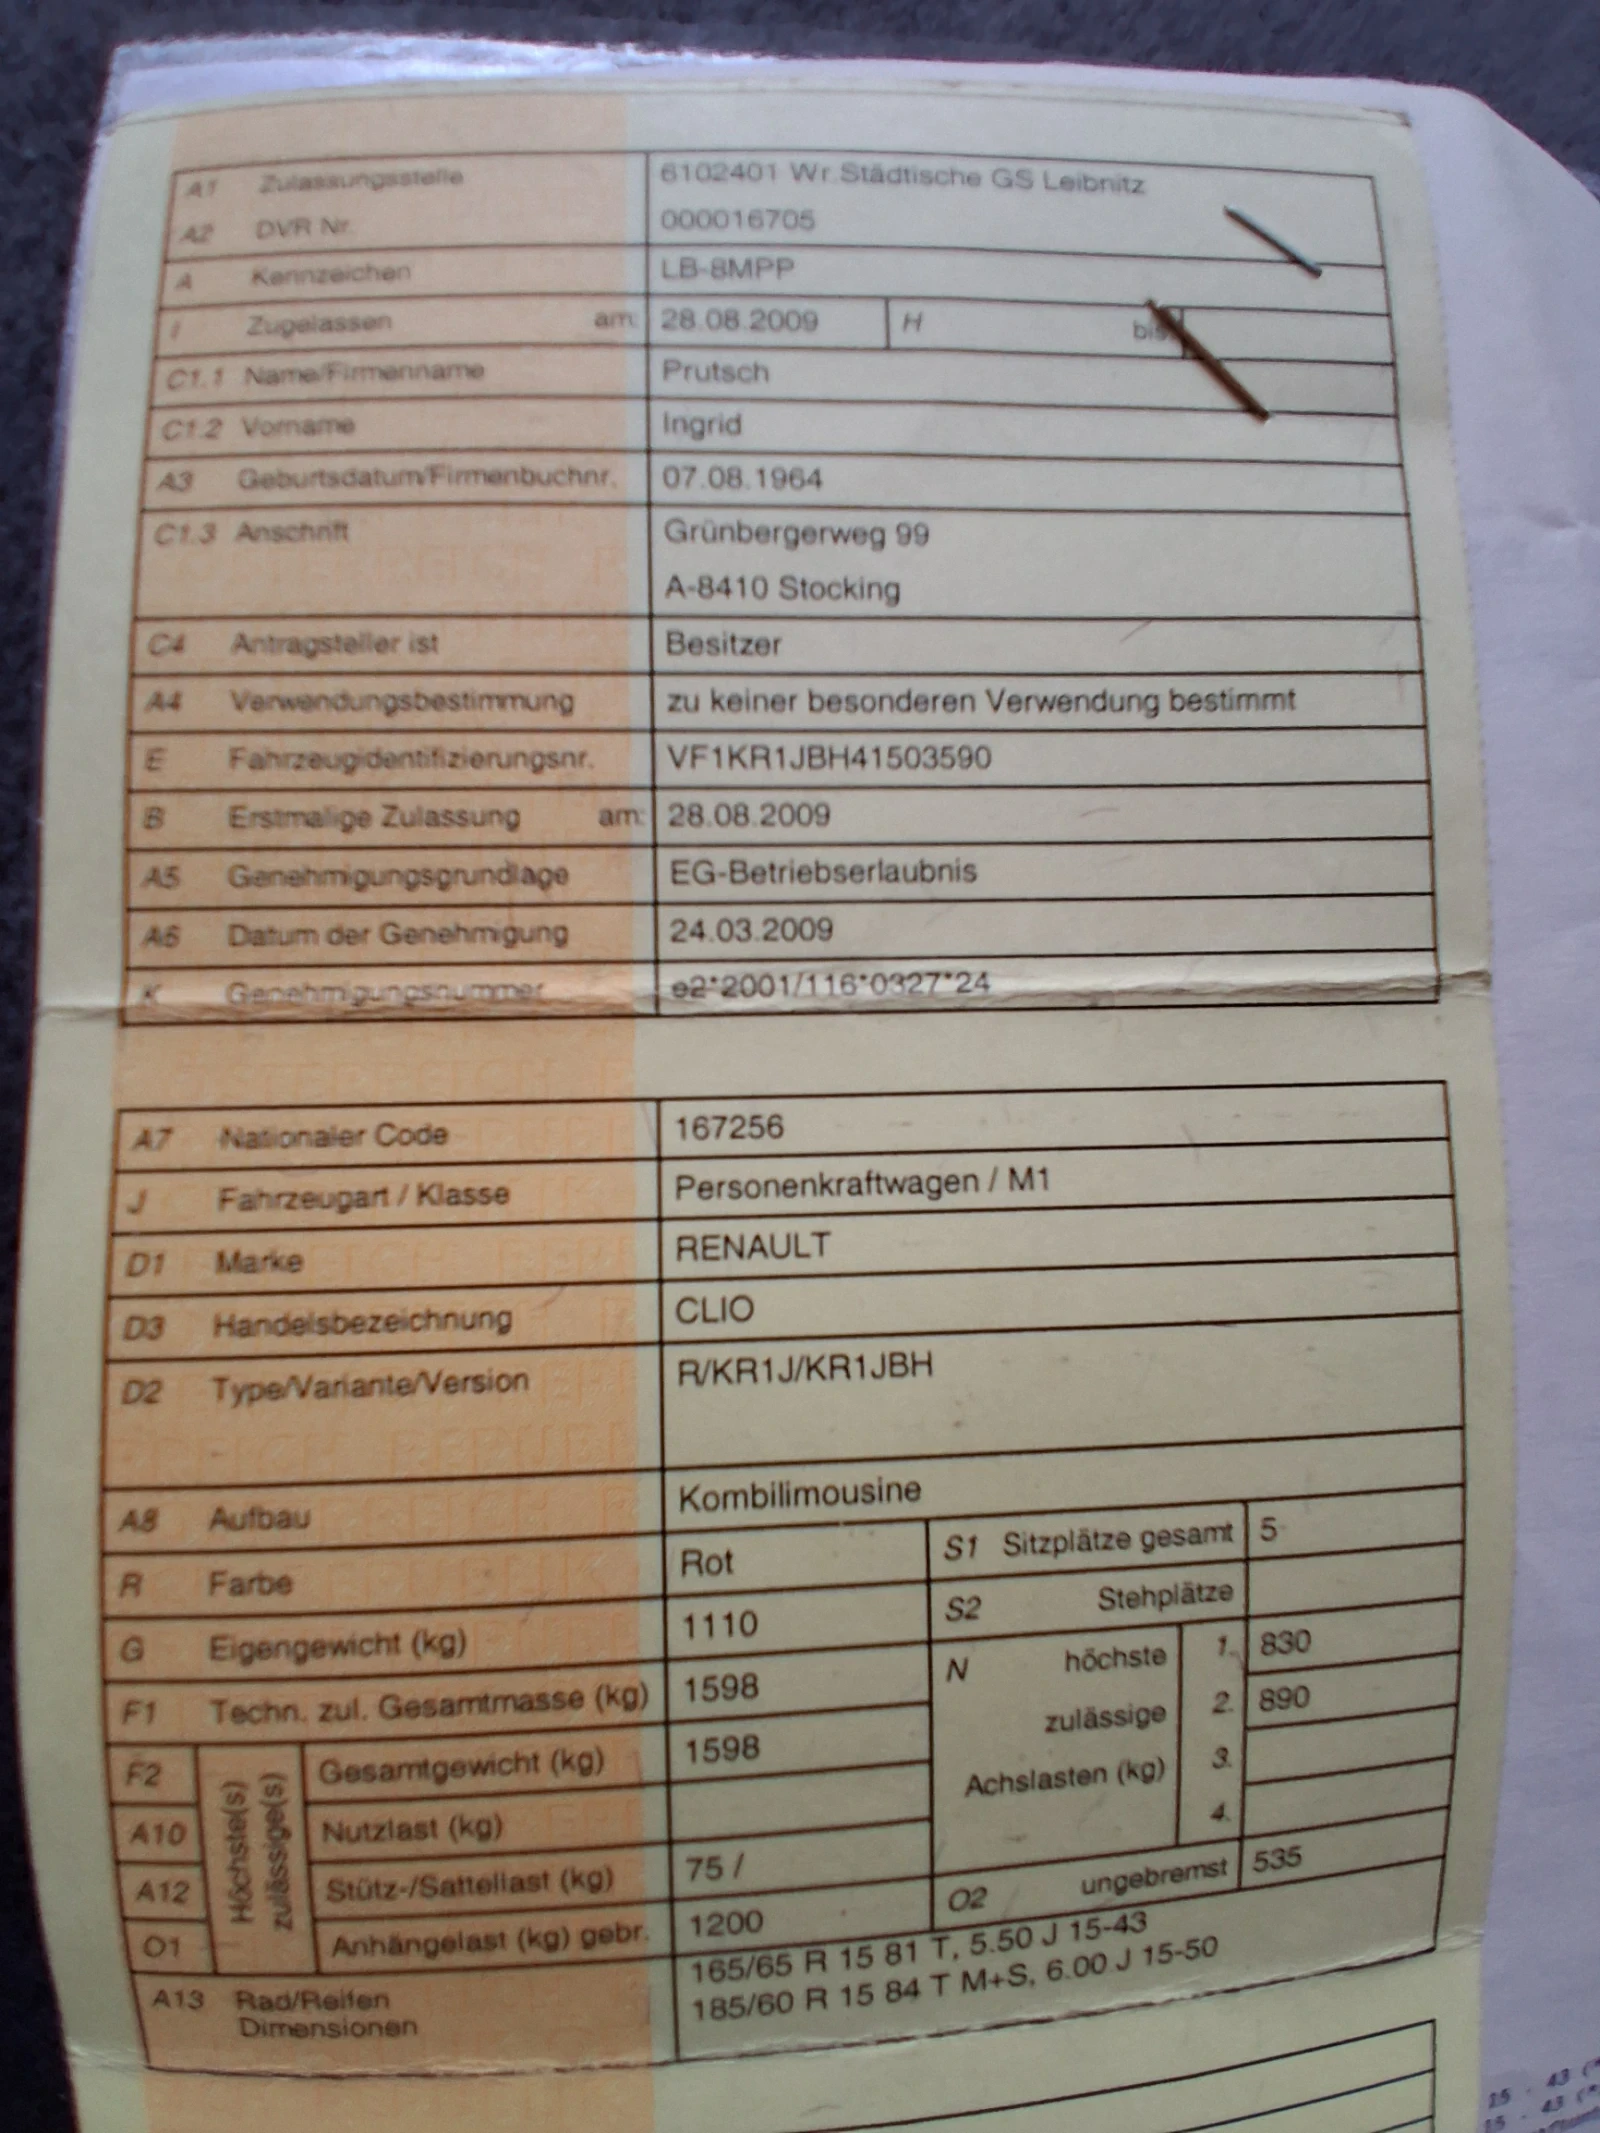 A1 Zulassungsstelle 6102401 Wr.Städtische GS Leibnitz
A2 DVR Nr. 000016705
A Kennzeichen LB-8MPP
I Zugelassen am: 28.08.2009 H bis:
C1.1 Name/Firmenname Prutsch
C1.2 Vorname Ingrid
A3 Geburtsdatum/Firmenbuchnr. 07.08.1964
C1.3 Anschrift Grünbergerweg 99
A-8410 Stocking
C4 Antragsteller ist Besitzer
A4 Verwendungsbestimmung zu keiner besonderen Verwendung bestimmt
E Fahrzeugidentifizierungsnr. VF1KR1JBH41503590
B Erstmalige Zulassung am: 28.08.2009
A5 Genehmigungsgrundlage EG-Betriebserlaubnis
A6 Datum der Genehmigung 24.03.2009
K Genehmigungsnummer e2*2001/116*0327*24
A7 Nationaler Code 167256
J Fahrzeugart / Klasse Personenkraftwagen / M1
D1 Marke RENAULT
D3 Handelsbezeichnung CLIO
D2 Type/Variante/Version R/KR1J/KR1JBH
A8 Aufbau Kombilimousine
R Farbe Rot S1 Sitzplätze gesamt 5
S2 Stehplätze
G Eigengewicht (kg) 1110
N höchste 1. 830
F1 Techn. zul. Gesamtmasse (kg) 1598
zulässige 2. 890
F2 Höchste(s) zulässige(s) Gesamtgewicht (kg) 1598
Achslasten (kg) 3.
4.
A10 Nutzlast (kg)
A12 Stütz-/Sattellast (kg) 75 /
O2 ungebremst 535
O1 Anhängelast (kg) gebr. 1200
A13 Rad/Reifen 165/65 R 15 81 T, 5.50 J 15-43
Dimensionen 185/60 R 15 84 T M+S, 6.00 J 15-50
15 - 43
15 - 43